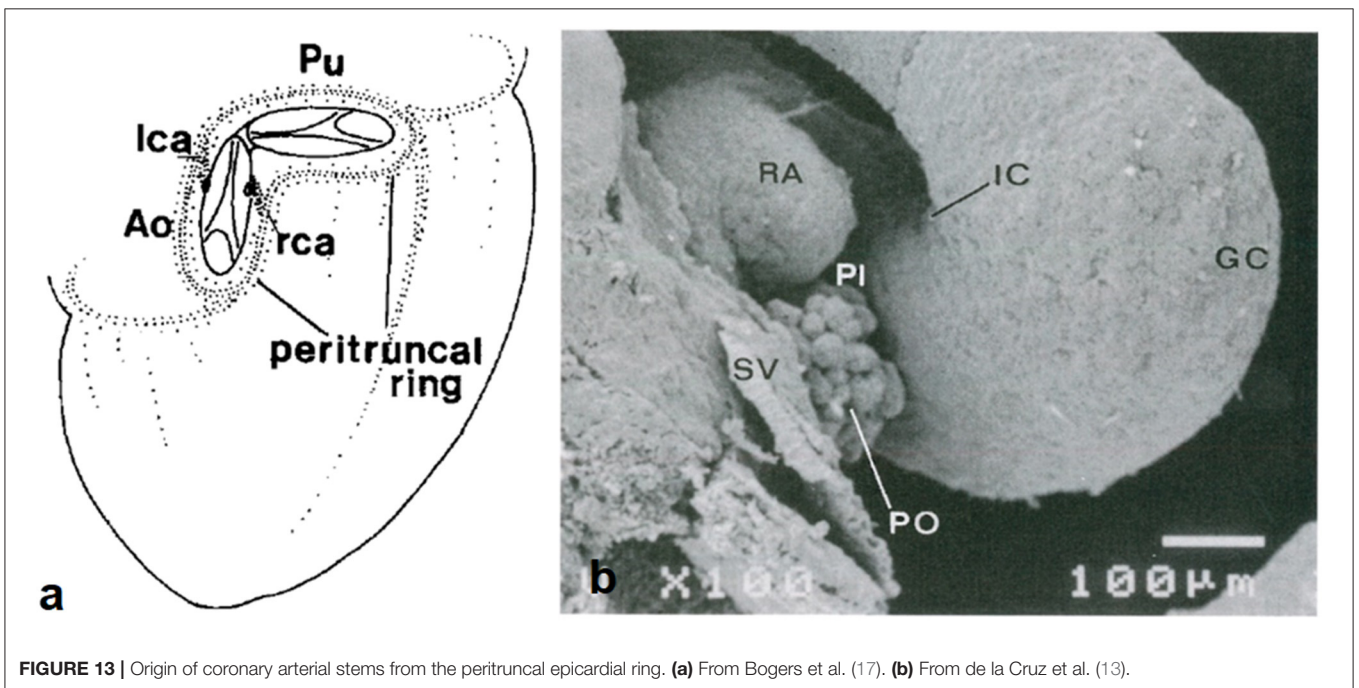 Pu
lca
Ao
rca
peritruncal
ring
a
RA
IC
PI
GC
SV
PO
b
X100
100µm
FIGURE 13 | Origin of coronary arterial stems from the peritruncal epicardial ring. (a) From Bogers et al. (17). (b) From de la Cruz et al. (13).